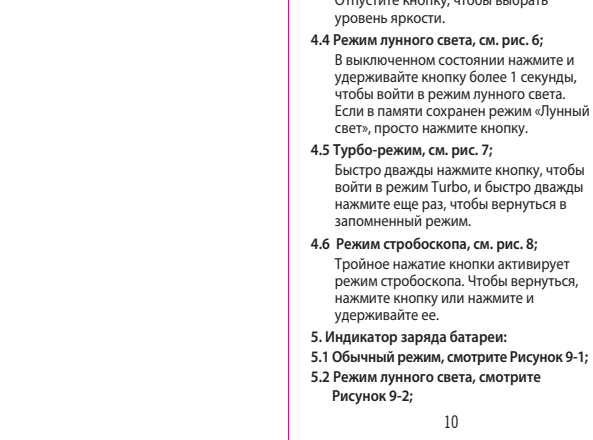 Отпустите кнопку, чтобы выбрать
уровень яркости.
4.4 Режим лунного света, см. рис. 6;
В выключенном состоянии нажмите и
удерживайте кнопку более 1 секунды,
чтобы войти в режим лунного света.
Если в памяти сохранен режим «Лунный
свет», просто нажмите кнопку.
4.5 Турбо-режим, см. рис. 7;
Быстро дважды нажмите кнопку, чтобы
войти в режим Turbo, и быстро дважды
нажмите еще раз, чтобы вернуться в
запомненный режим.
4.6 Режим стробоскопа, см. рис. 8;
Тройное нажатие кнопки активирует
режим стробоскопа. Чтобы вернуться,
нажмите кнопку или нажмите и
удерживайте ее.
5. Индикатор заряда батареи:
5.1 Обычный режим, смотрите Рисунок 9-1;
5.2 Режим лунного света, смотрите
Рисунок 9-2;
10